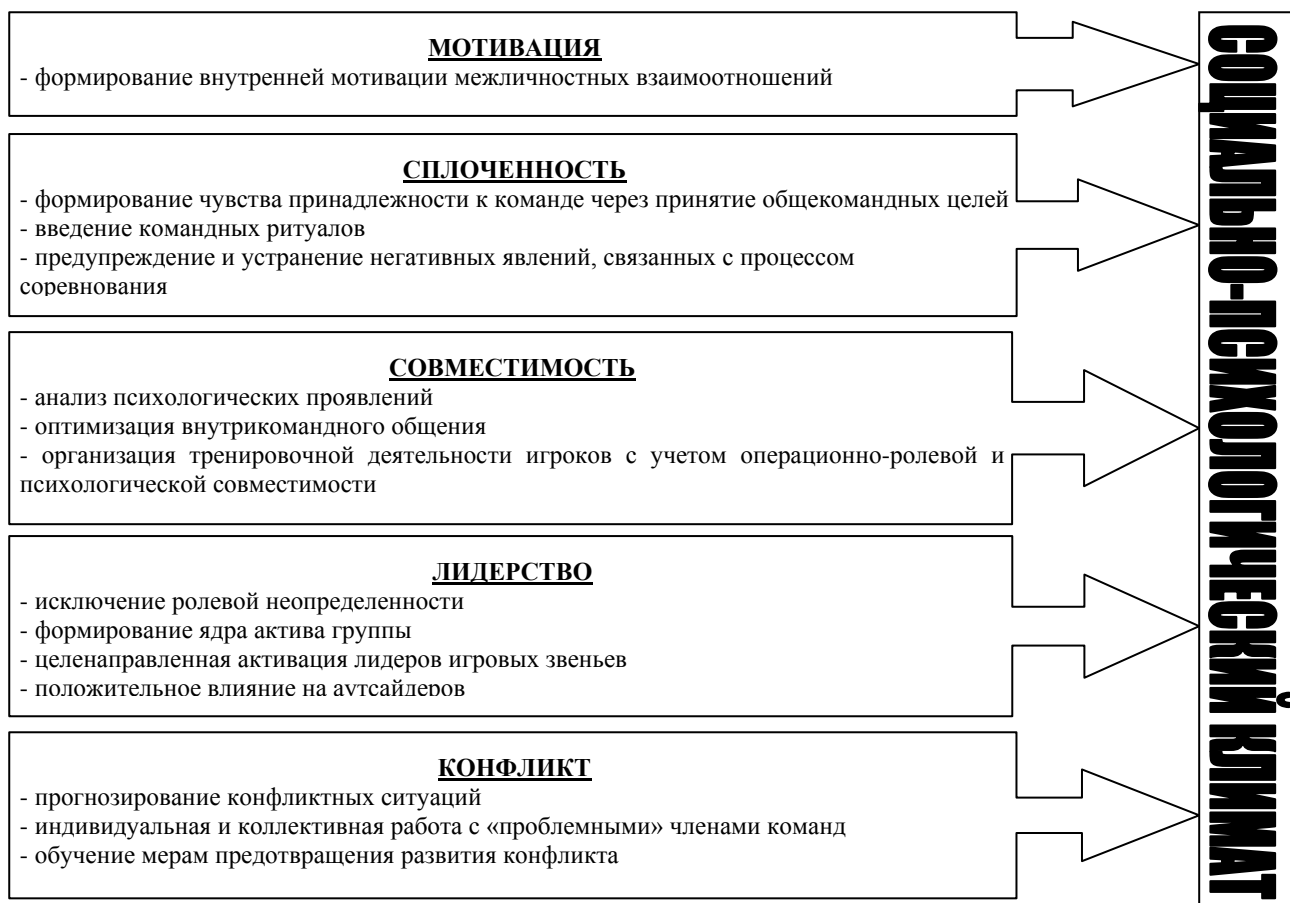 МОТИВАЦИЯ
- формирование внутренней мотивации межличностных взаимоотношений
СПЛОЧЕННОСТЬ
- формирование чувства принадлежности к команде через принятие общекомандных целей
- введение командных ритуалов
- предупреждение и устранение негативных явлений, связанных с процессом
соревнования
СОВМЕСТИМОСТЬ
- анализ психологических проявлений
- оптимизация внутрикомандного общения
- организация тренировочной деятельности игроков с учетом операционно-ролевой и
психологической совместимости
ЛИДЕРСТВО
- исключение ролевой неопределенности
- формирование ядра актива группы
- целенаправленная активация лидеров игровых звеньев
- положительное влияние на аутсайдеров
КОНФЛИКТ
- прогнозирование конфликтных ситуаций
- индивидуальная и коллективная работа с «проблемными» членами команд
- обучение мерам предотвращения развития конфликта
СОЦИАЛЬНО-ПСИХОЛОГИЧЕСКИЙ КЛИМАТ